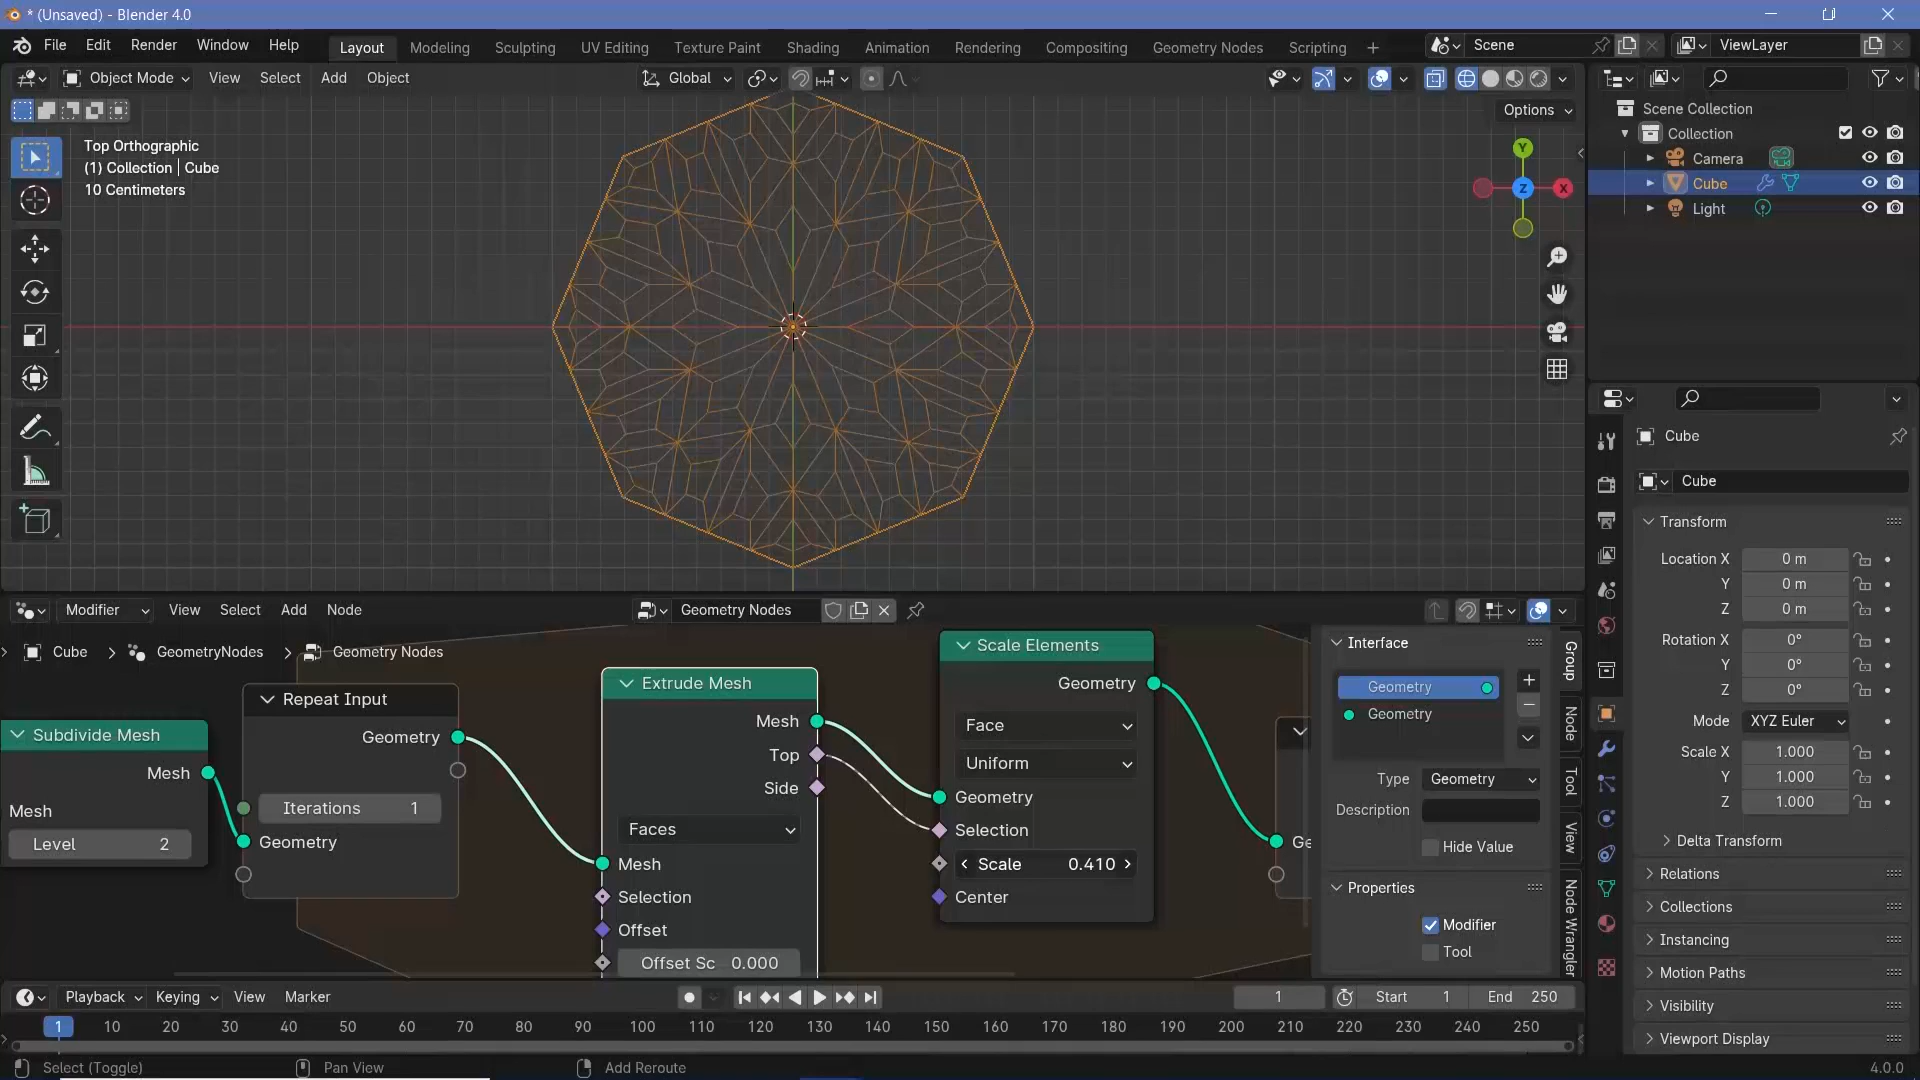 * (Unsaved) - Blender 4.0
File Edit Render Window Help
Layout Modeling Sculpting UV Editing Texture Paint Shading Animation Rendering Compositing Geometry Nodes Scripting +
Scene
ViewLayer
Object Mode View Select Add Object
Global
Options
Top Orthographic
(1) Collection | Cube
10 Centimeters
Y
Z
X
Scene Collection
Collection
Camera
Cube
Light
Cube
Cube
Transform
Location X 0 m
Y 0 m
Z 0 m
Rotation X 0°
Y 0°
Z 0°
Mode XYZ Euler
Scale X 1.000
Y 1.000
Z 1.000
Delta Transform
Relations
Collections
Instancing
Motion Paths
Visibility
Viewport Display
Modifier View Select Add Node
Geometry Nodes
Cube > GeometryNodes > Geometry Nodes
Subdivide Mesh
Mesh
Mesh
Level 2
Repeat Input
Geometry
Iterations 1
Geometry
Extrude Mesh
Mesh
Top
Side
Faces
Mesh
Selection
Offset
Offset Sc 0.000
Scale Elements
Geometry
Face
Uniform
Geometry
Selection
Scale 0.410
Center
Ge
Interface
Geometry
Geometry
Type Geometry
Description
Hide Value
Properties
Modifier
Tool
Group
Node
Tool
View
Node Wrangler
Playback Keying View Marker
1
Start 1
End 250
1 10 20 30 40 50 60 70 80 90 100 110 120 130 140 150 160 170 180 190 200 210 220 230 240 250
Select (Toggle)
Pan View
Add Reroute
4.0.0